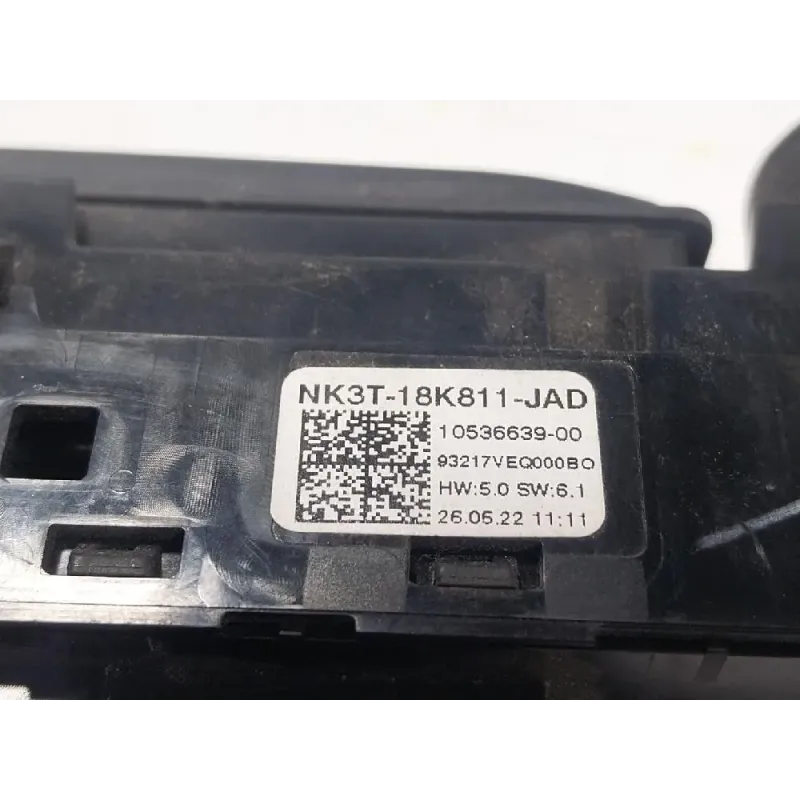 NK3T-18K811-JAD
10536639-00
93217VEQ000BO
HW:5.0 SW:6.1
26.05.22 11:11